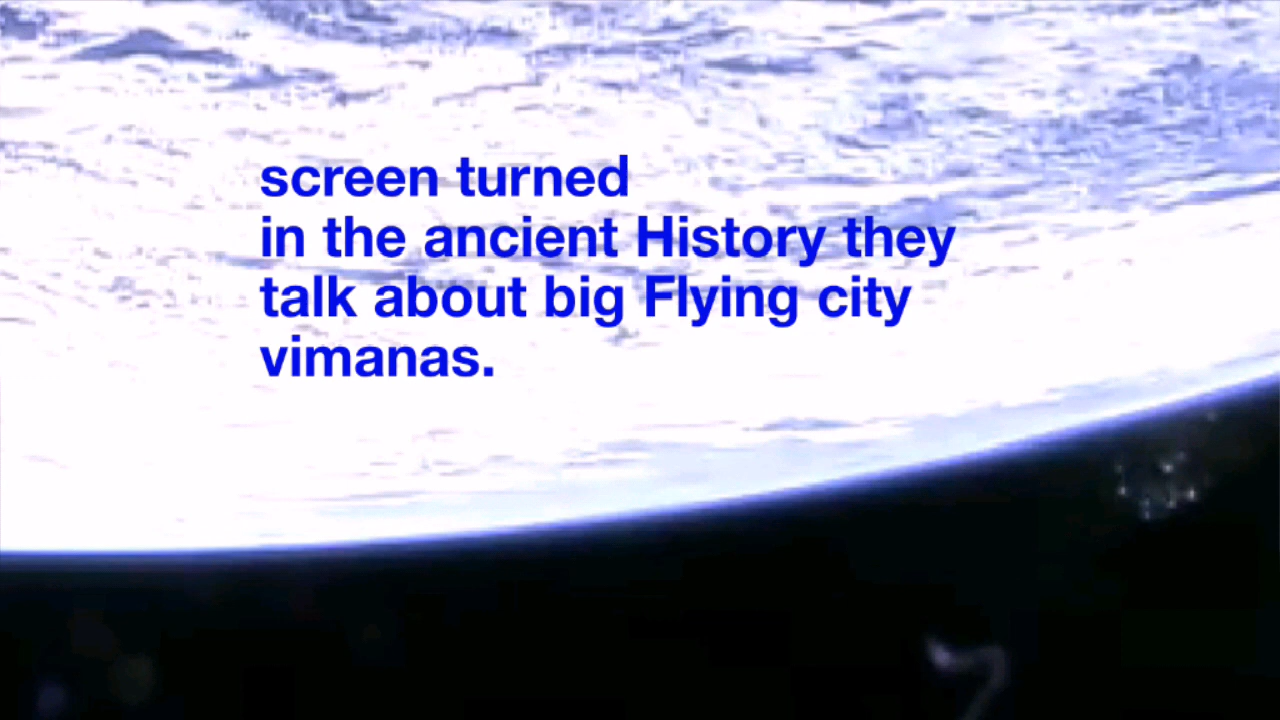 screen turned
in the ancient History they
talk about big Flying city
vimanas.